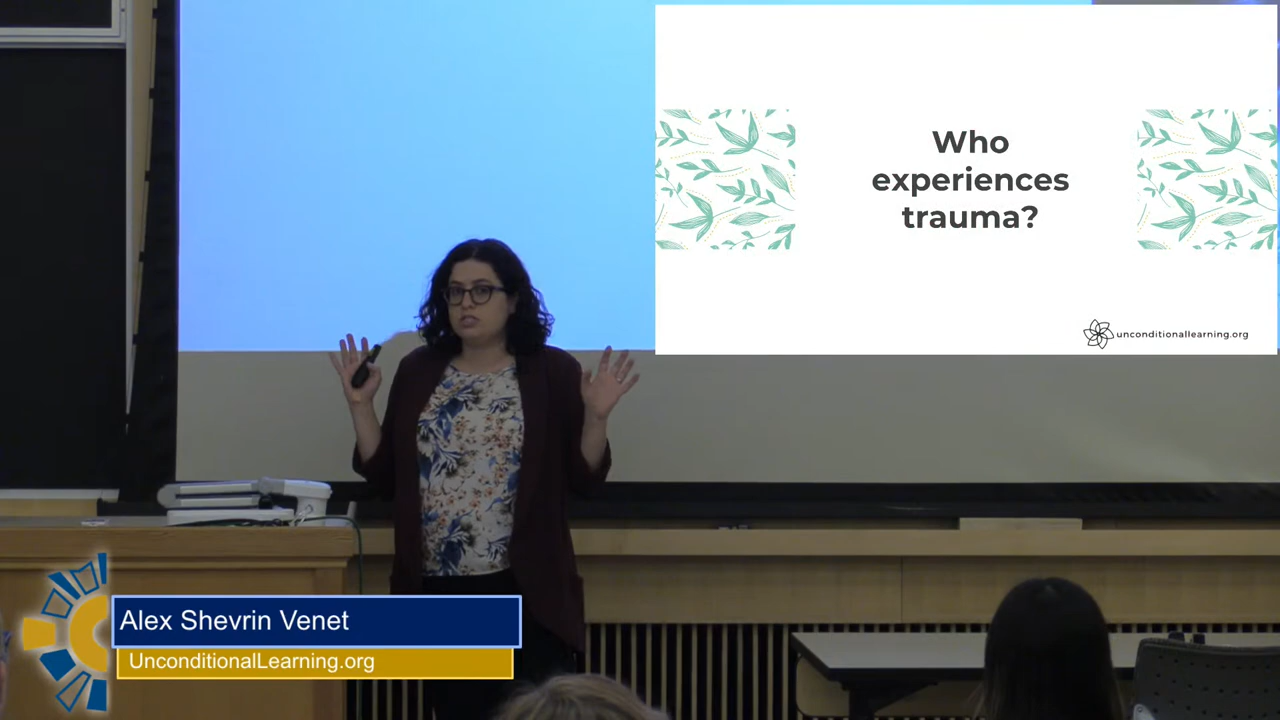 Who
experiences
trauma?
unconditionallearning.org
Alex Shevrin Venet
UnconditionalLearning.org